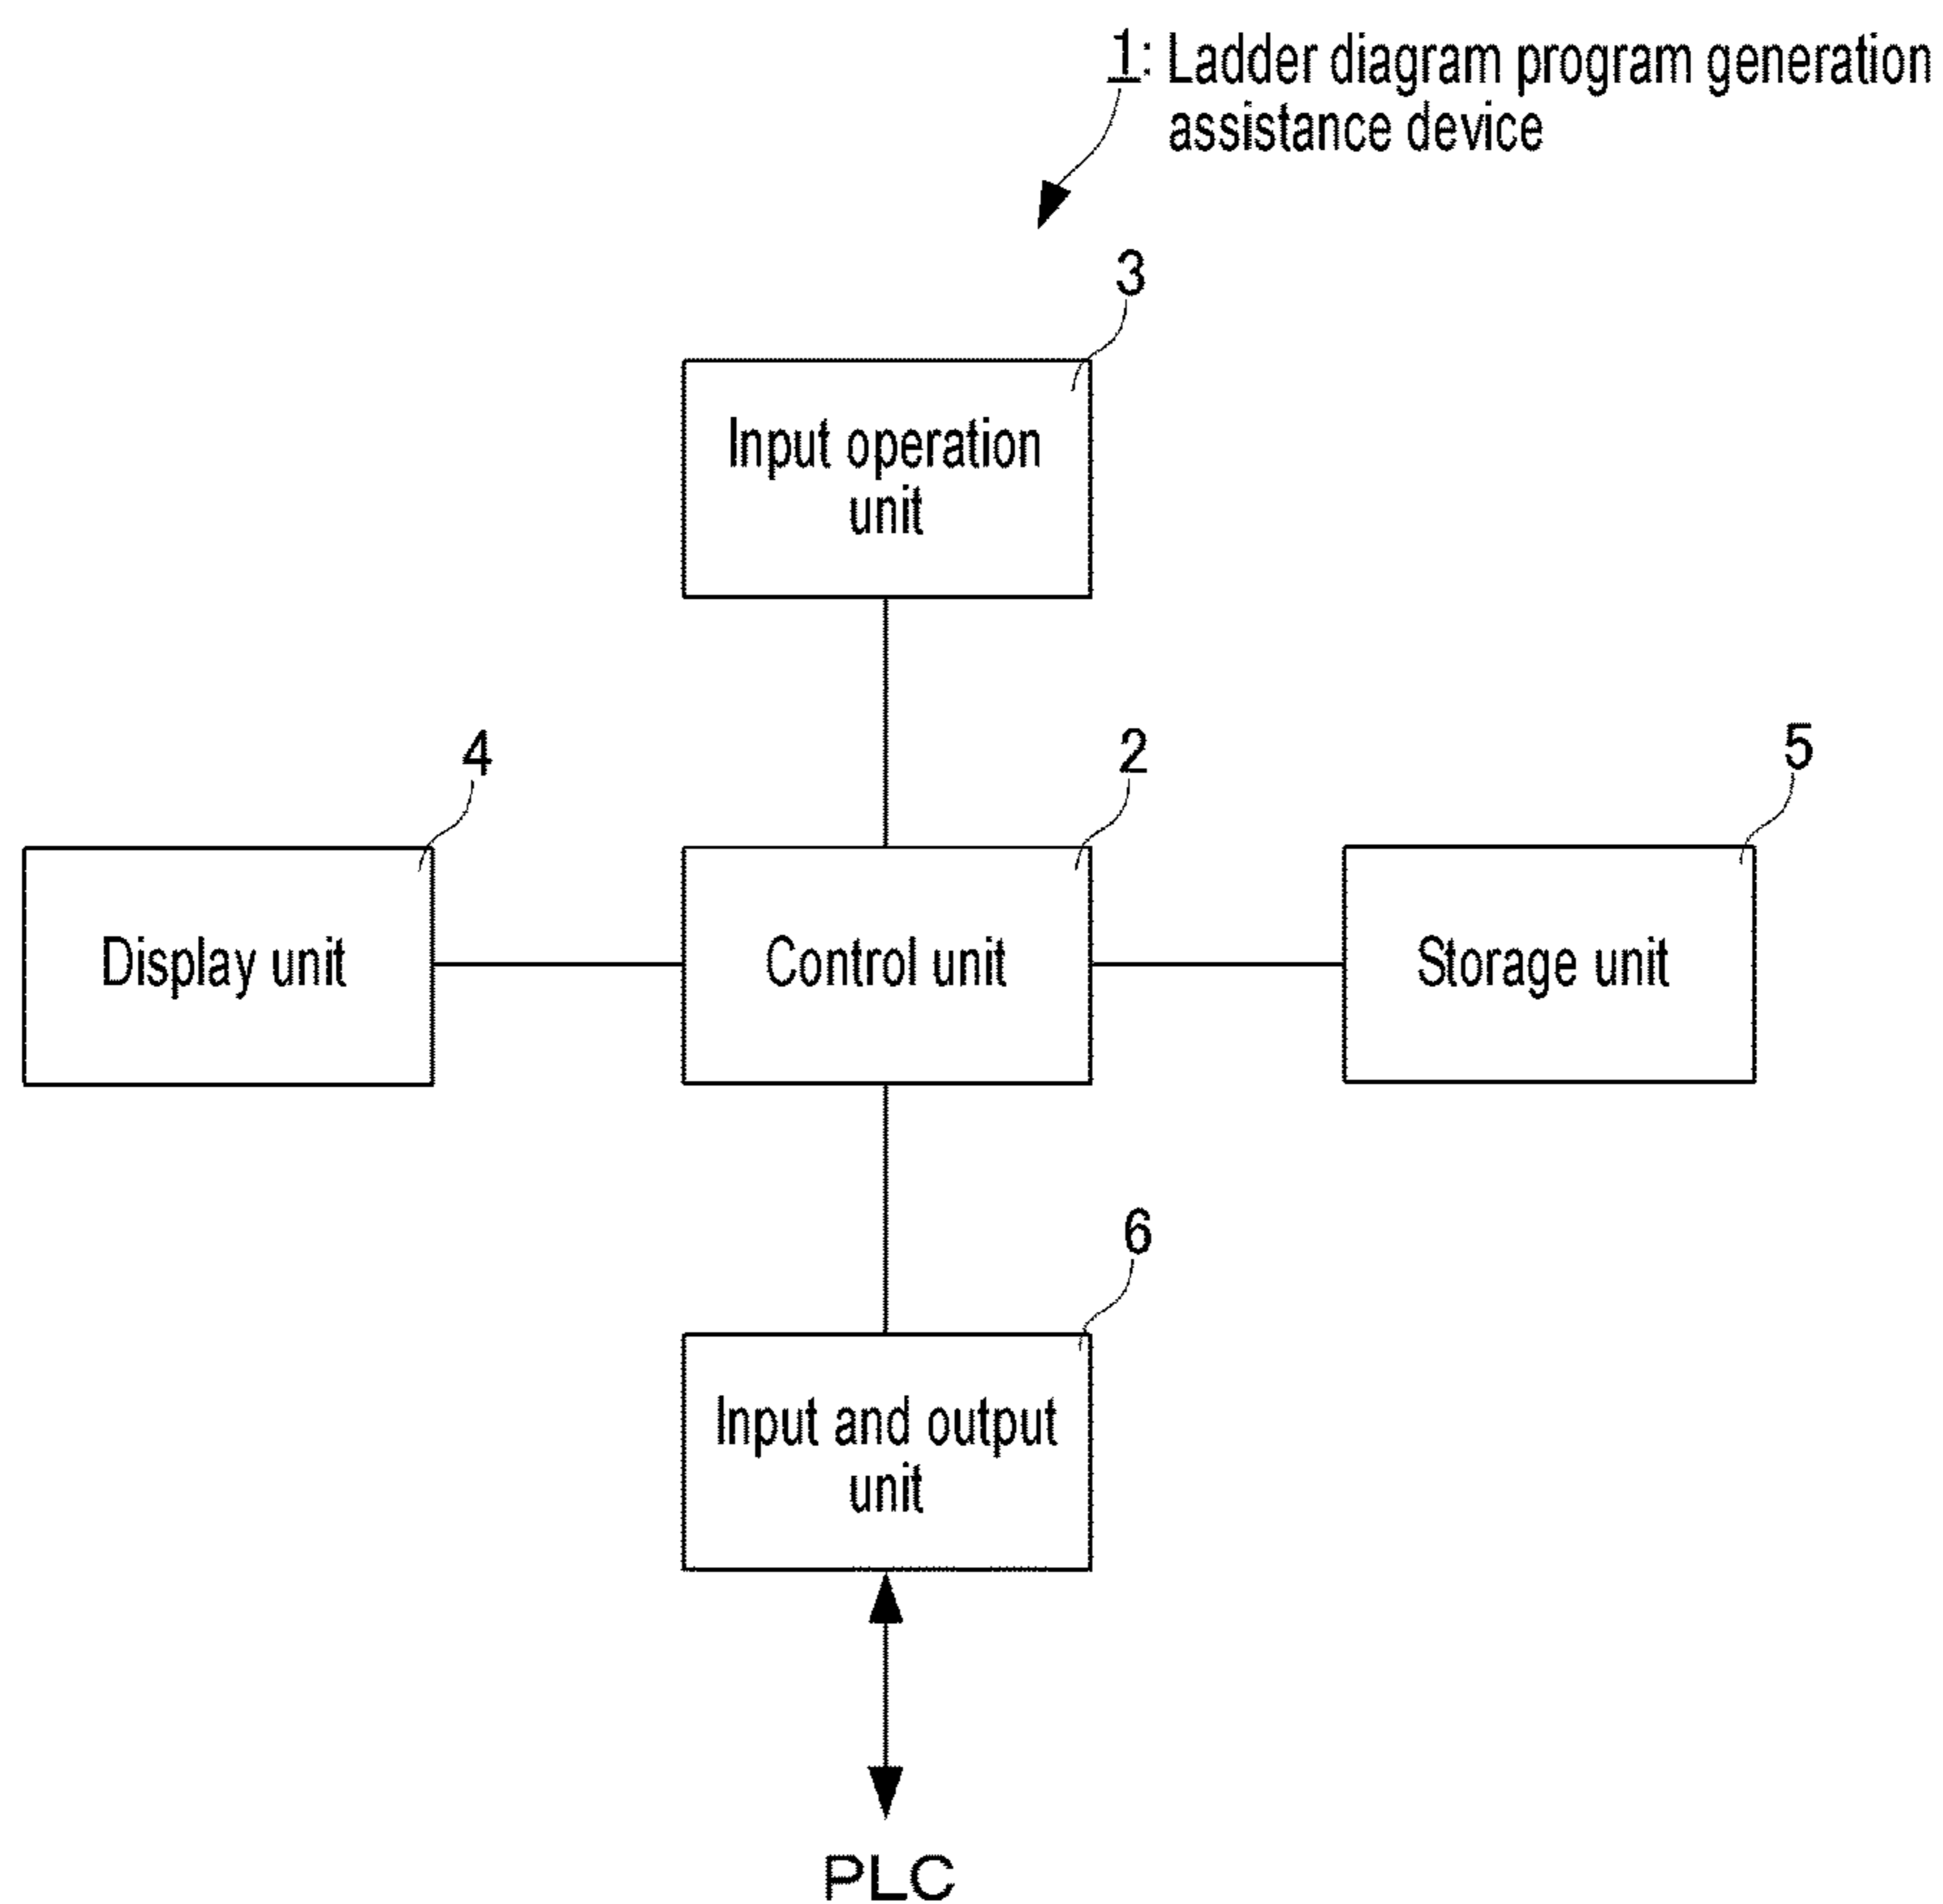 1: Ladder diagram program generation
assistance device
3
Input operation
unit
4
2
5
Display unit
Control unit
Storage unit
6
Input and output
unit
PLC